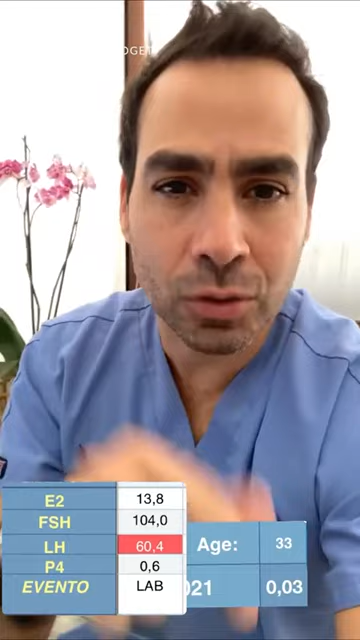 OGET
E2 13,8
FSH 104,0
LH 60,4
P4 0,6
EVENTO LAB
Age: 33
021 0,03